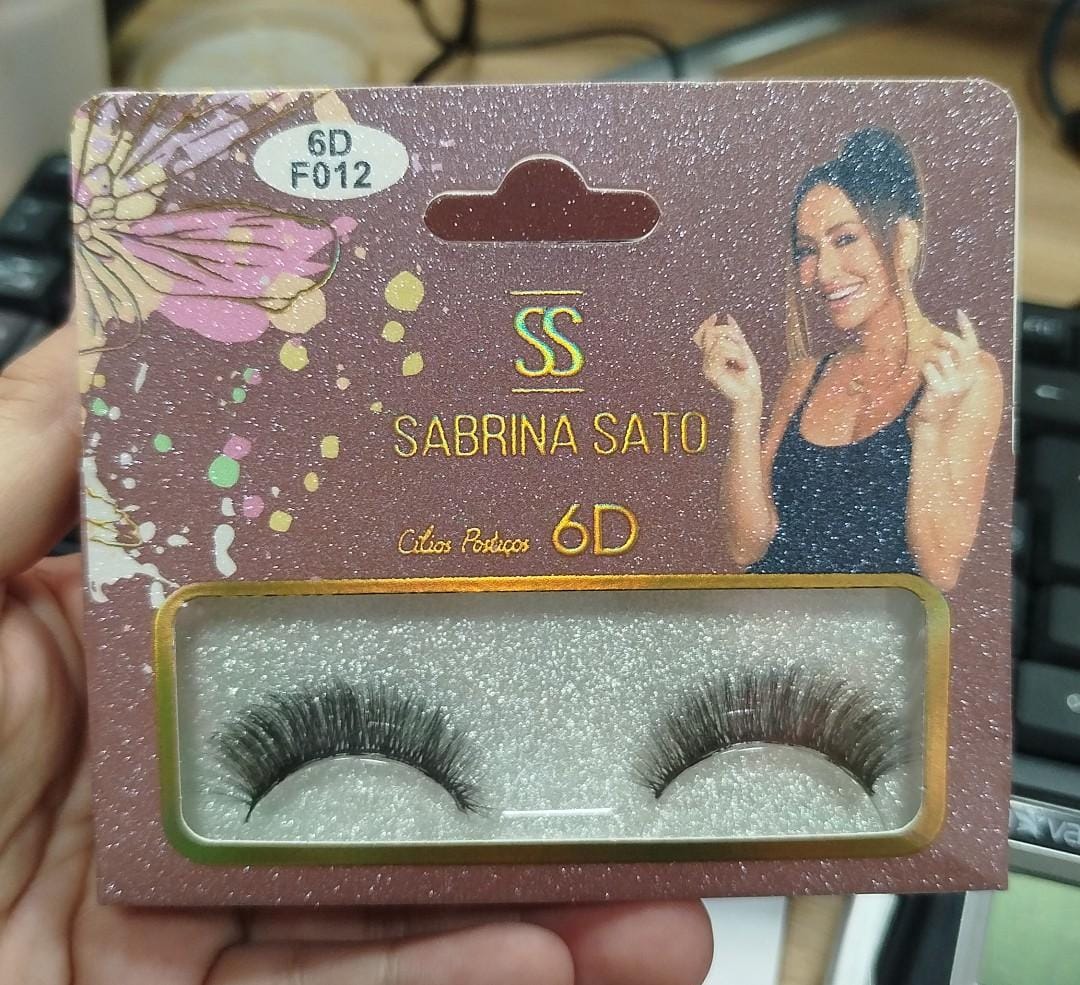 6D
F012
SS
SABRINA SATO
Cílios Postiços 6D